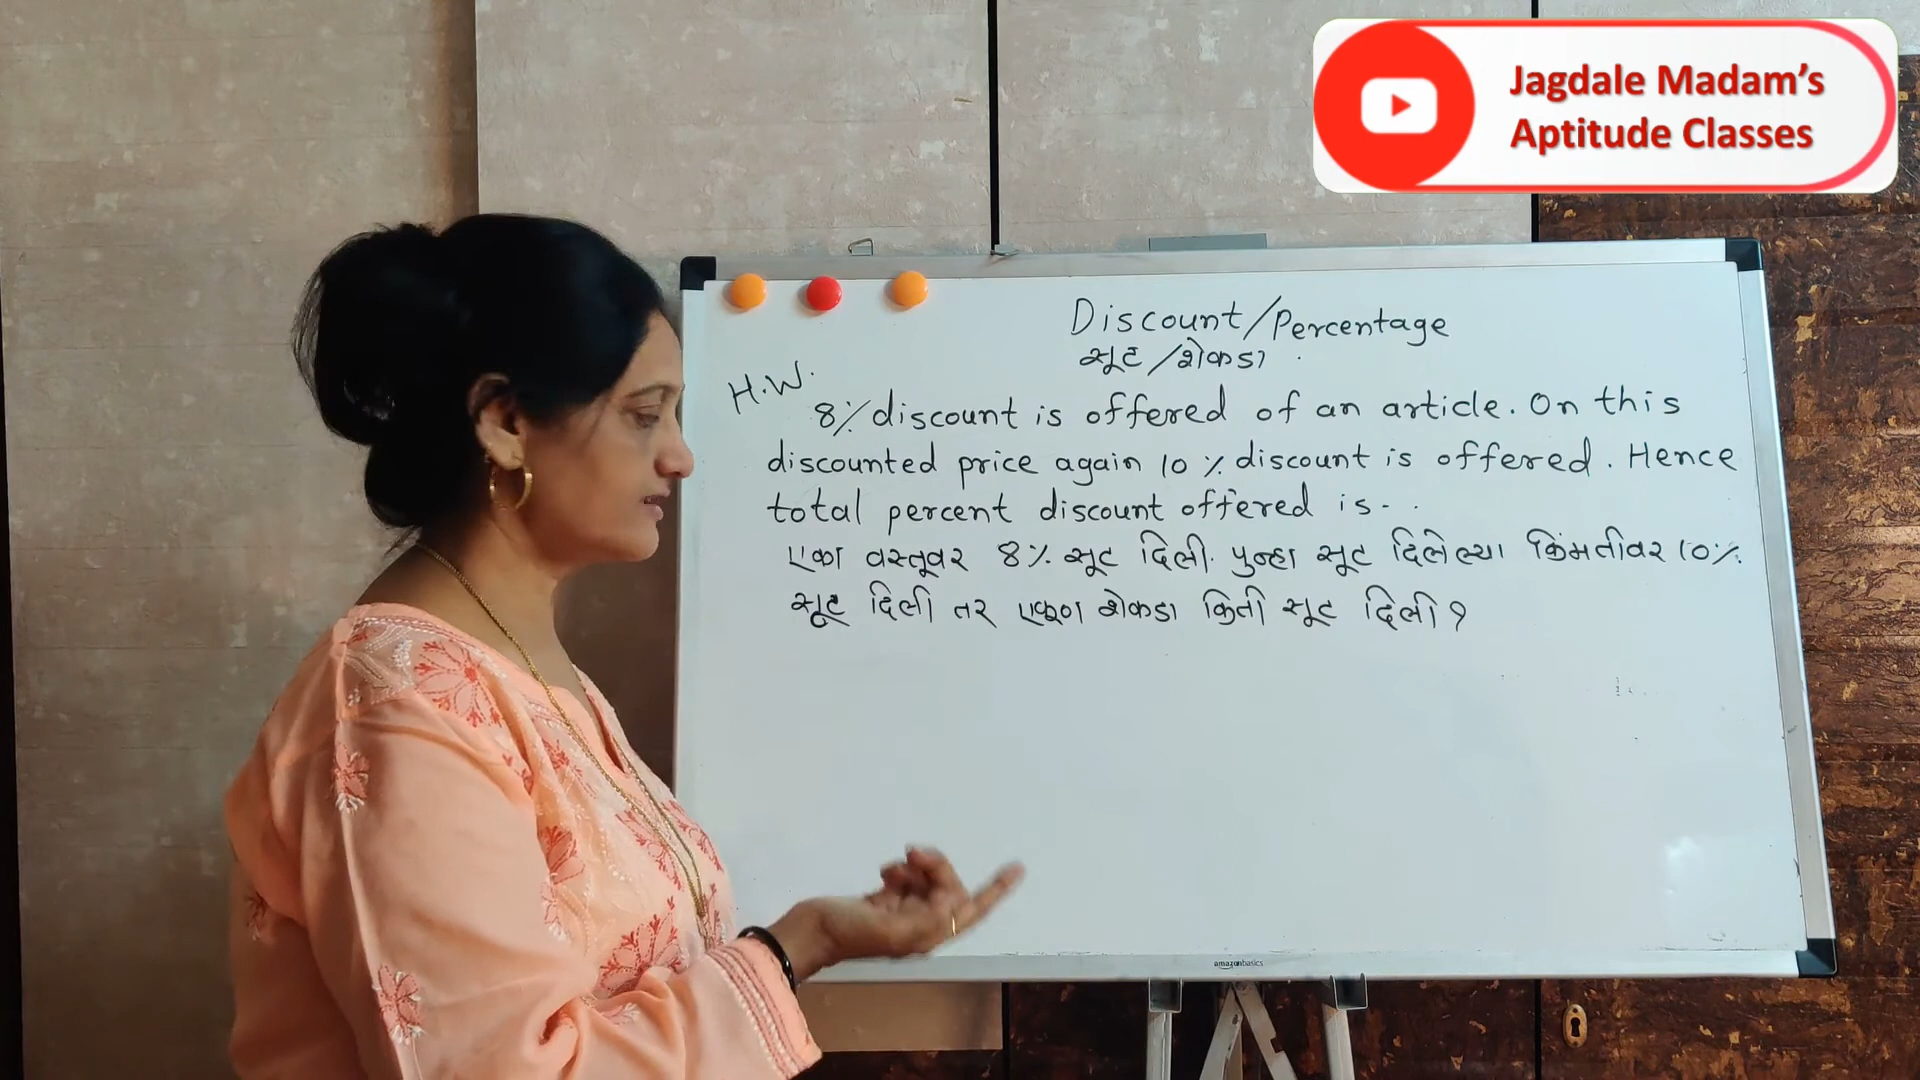 Jagdale Madam's
Aptitude Classes
Discount/Percentage
सूट/शेकडा
H.W.
8% discount is offered of an article. On this
discounted price again 10% discount is offered. Hence
total percent discount offered is..
एका वस्तूवर 8% सूट दिली. पुन्हा सूट दिलेल्या किंमतीवर 10%
सूट दिली तर एकूण शेकडा किती सूट दिली?
amazonbasics